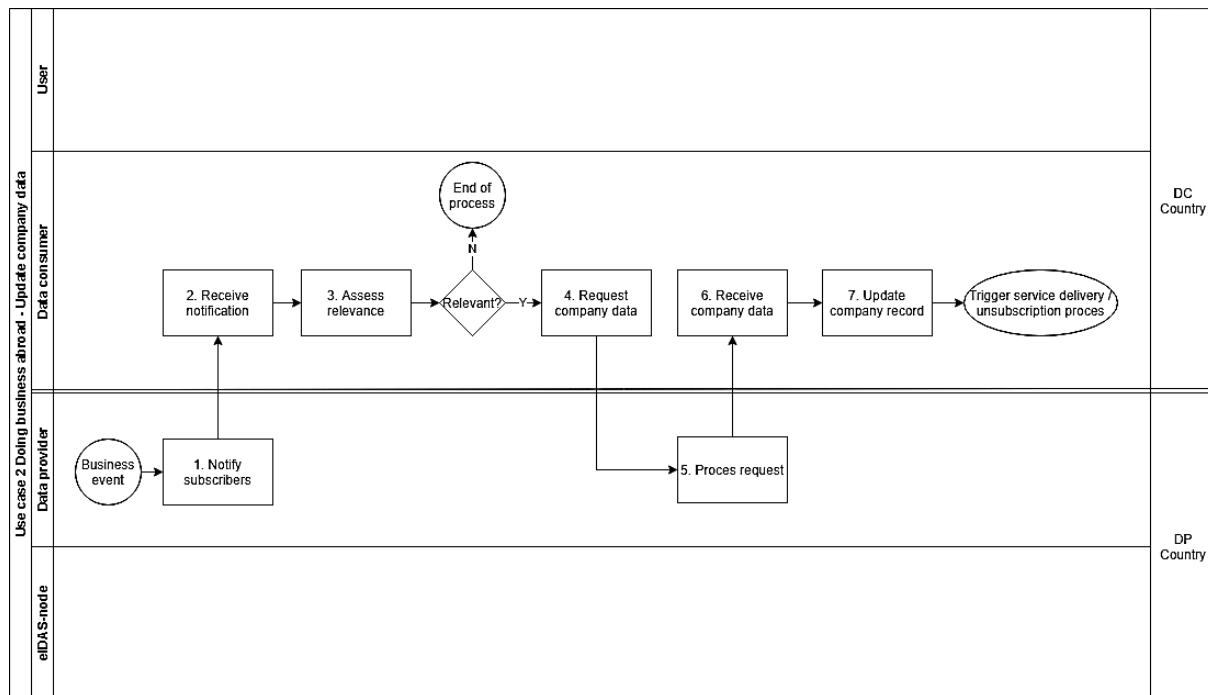 Use case 2 Doing business abroad - Update company data
User
Data consumer
Data provider
eIDAS-node
End of
process
N
2. Receive
notification
3. Assess
relevance
Relevant?
Y
4. Request
company data
6. Receive
company data
7. Update
company record
Trigger service delivery /
unsubscription proces
Business
event
1. Notify
subscribers
5. Proces request
DC
Country
DP
Country